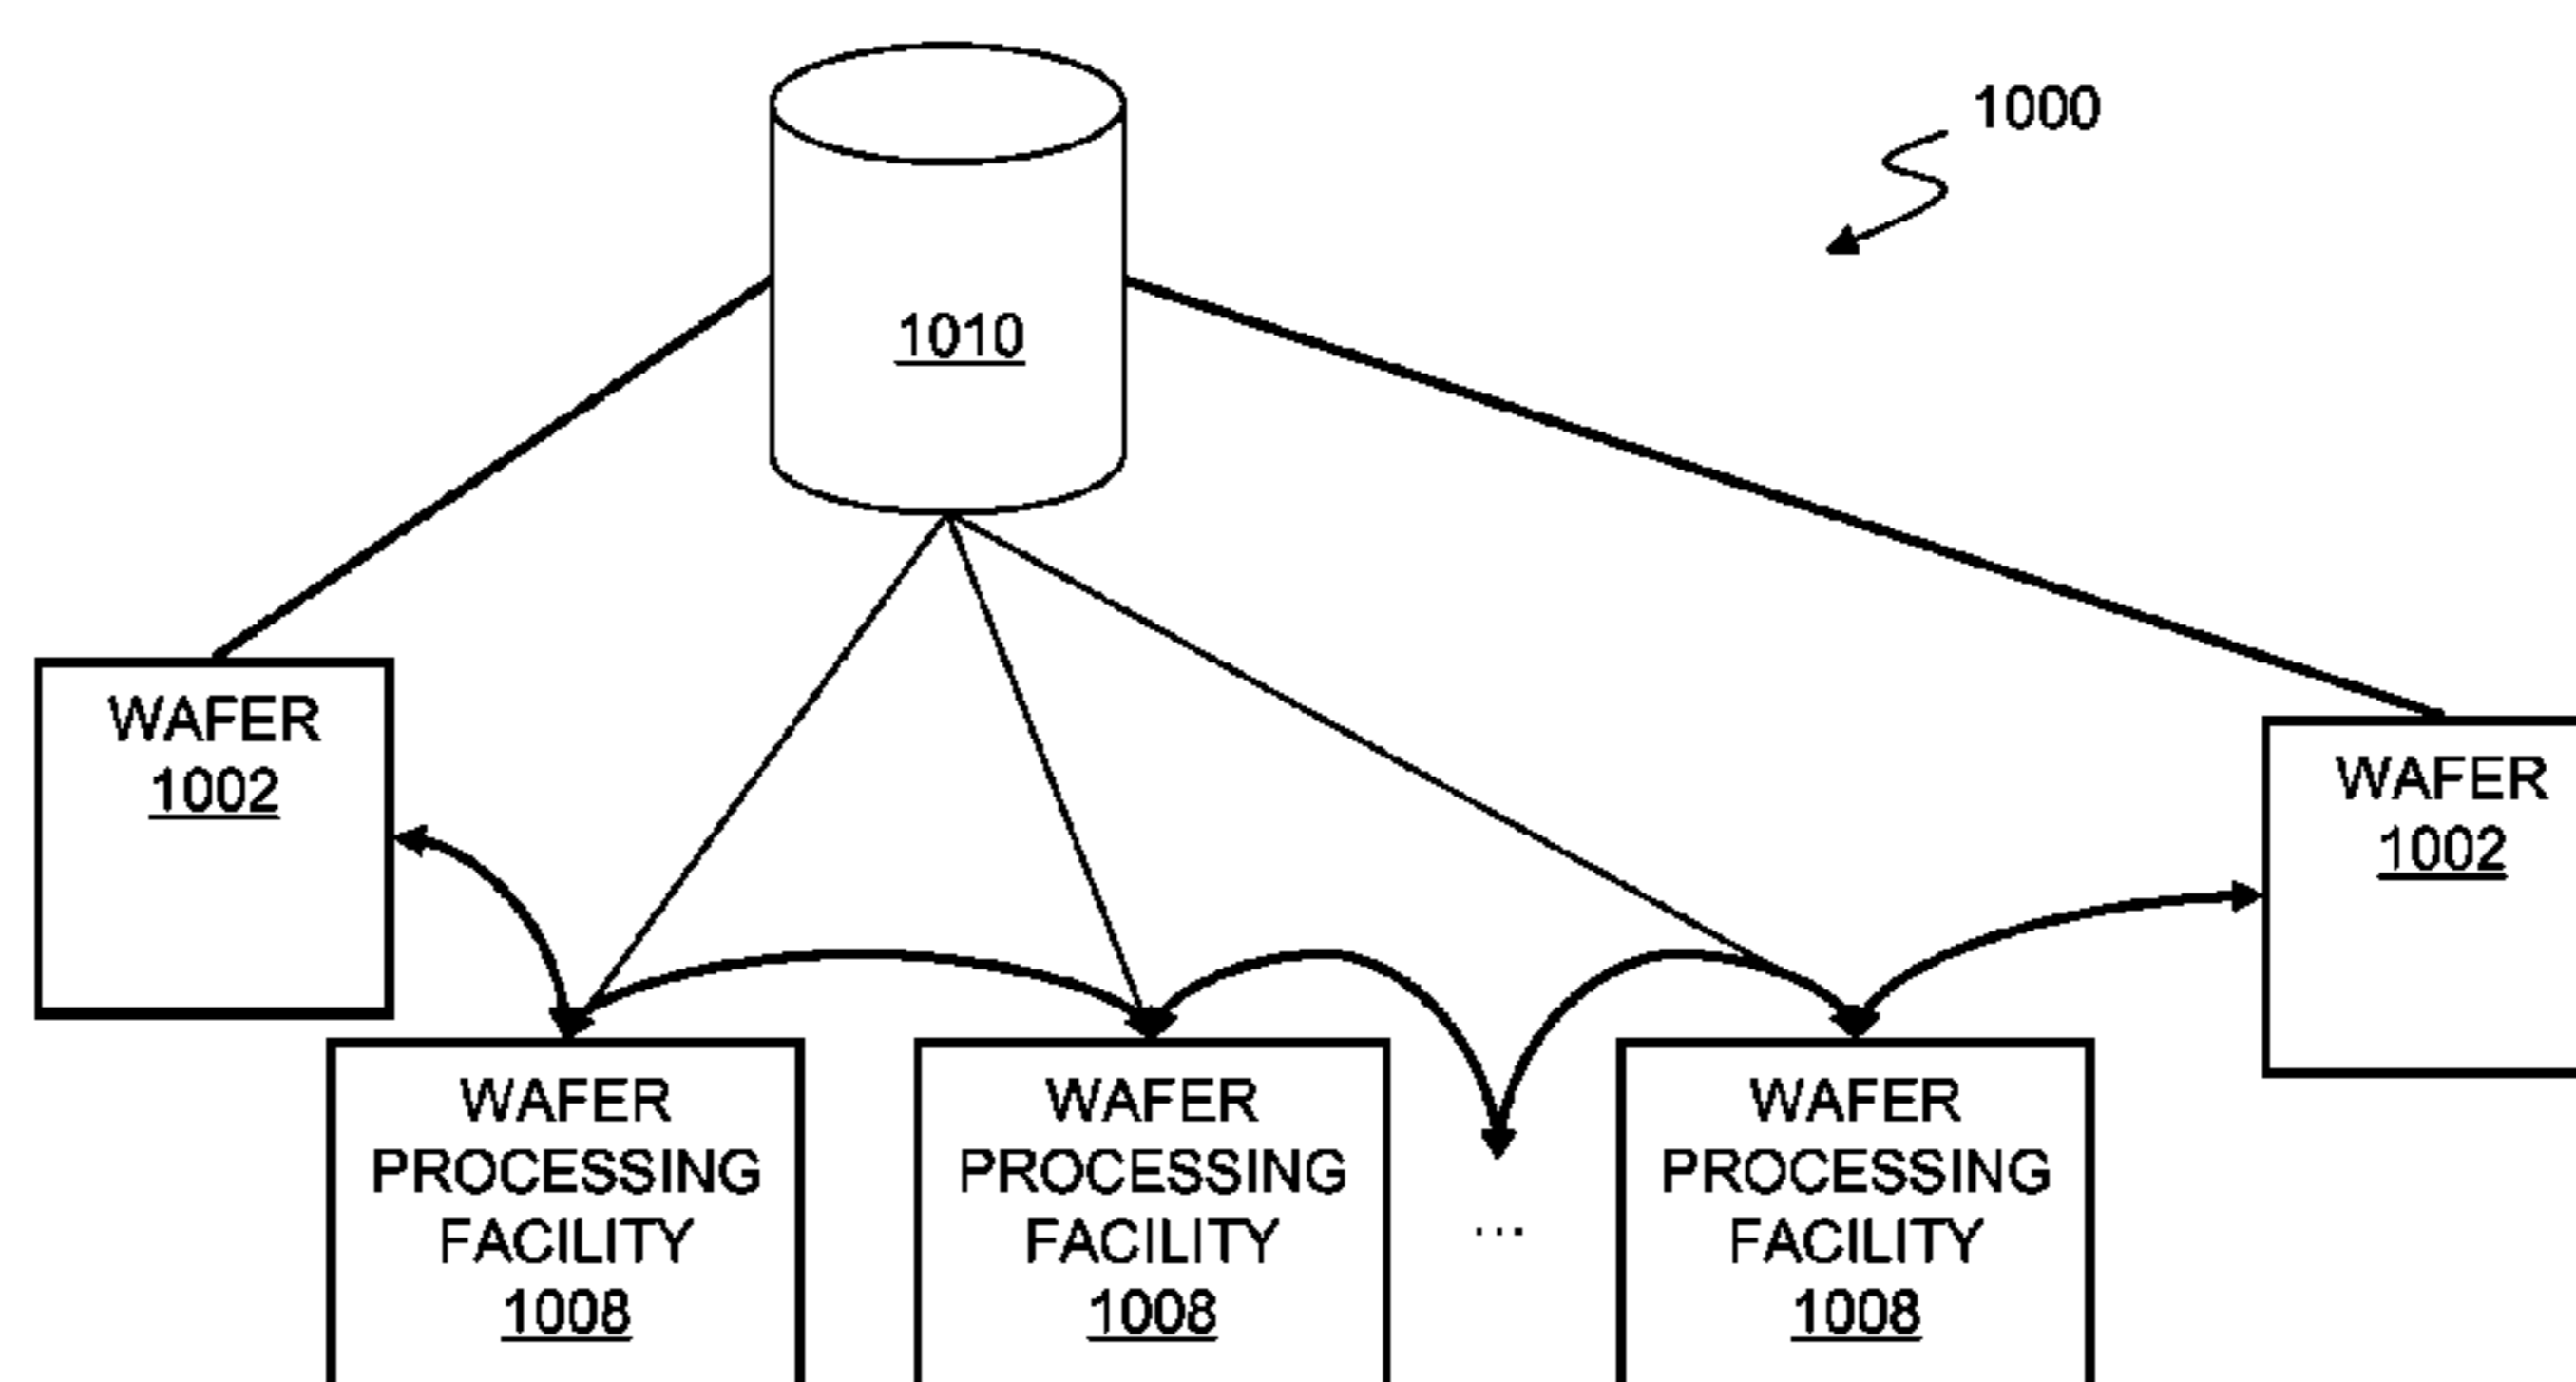 1000
1010
WAFER
1002
WAFER
1002
WAFER
PROCESSING
FACILITY
1008
WAFER
PROCESSING
FACILITY
1008
...
WAFER
PROCESSING
FACILITY
1008